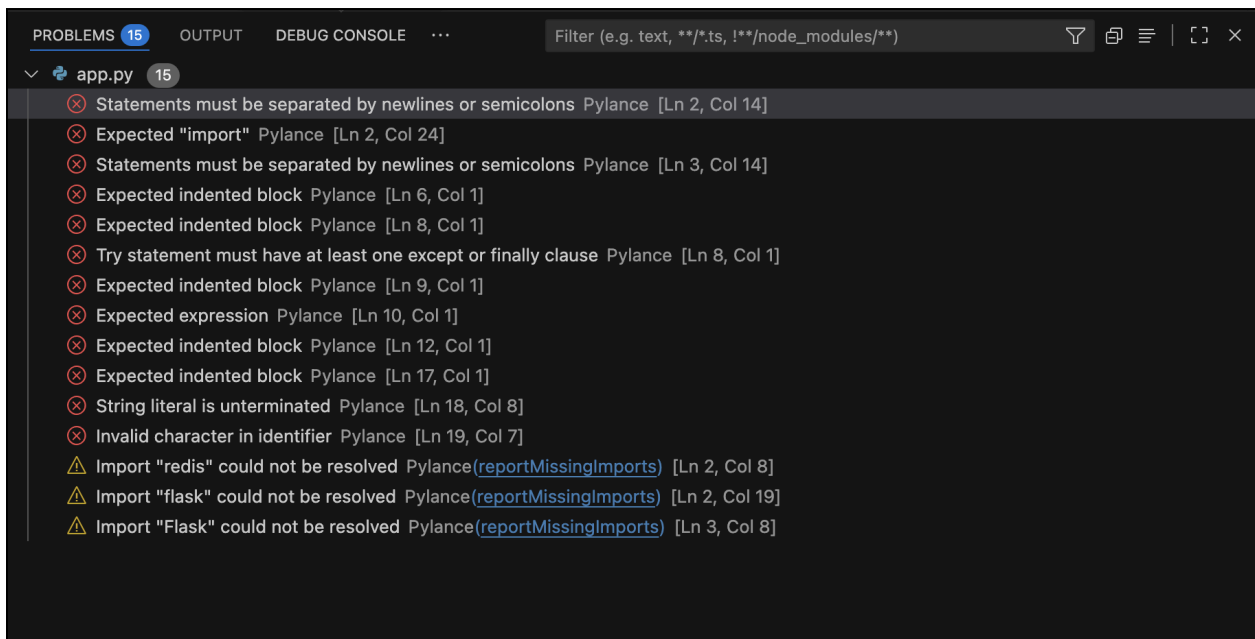 PROBLEMS 15 OUTPUT DEBUG CONSOLE ··· Filter (e.g. text, **/*.ts, !**/node_modules/**)
app.py 15
Statements must be separated by newlines or semicolons Pylance [Ln 2, Col 14]
Expected "import" Pylance [Ln 2, Col 24]
Statements must be separated by newlines or semicolons Pylance [Ln 3, Col 14]
Expected indented block Pylance [Ln 6, Col 1]
Expected indented block Pylance [Ln 8, Col 1]
Try statement must have at least one except or finally clause Pylance [Ln 8, Col 1]
Expected indented block Pylance [Ln 9, Col 1]
Expected expression Pylance [Ln 10, Col 1]
Expected indented block Pylance [Ln 12, Col 1]
Expected indented block Pylance [Ln 17, Col 1]
String literal is unterminated Pylance [Ln 18, Col 8]
Invalid character in identifier Pylance [Ln 19, Col 7]
Import "redis" could not be resolved Pylance(reportMissingImports) [Ln 2, Col 8]
Import "flask" could not be resolved Pylance(reportMissingImports) [Ln 2, Col 19]
Import "Flask" could not be resolved Pylance(reportMissingImports) [Ln 3, Col 8]